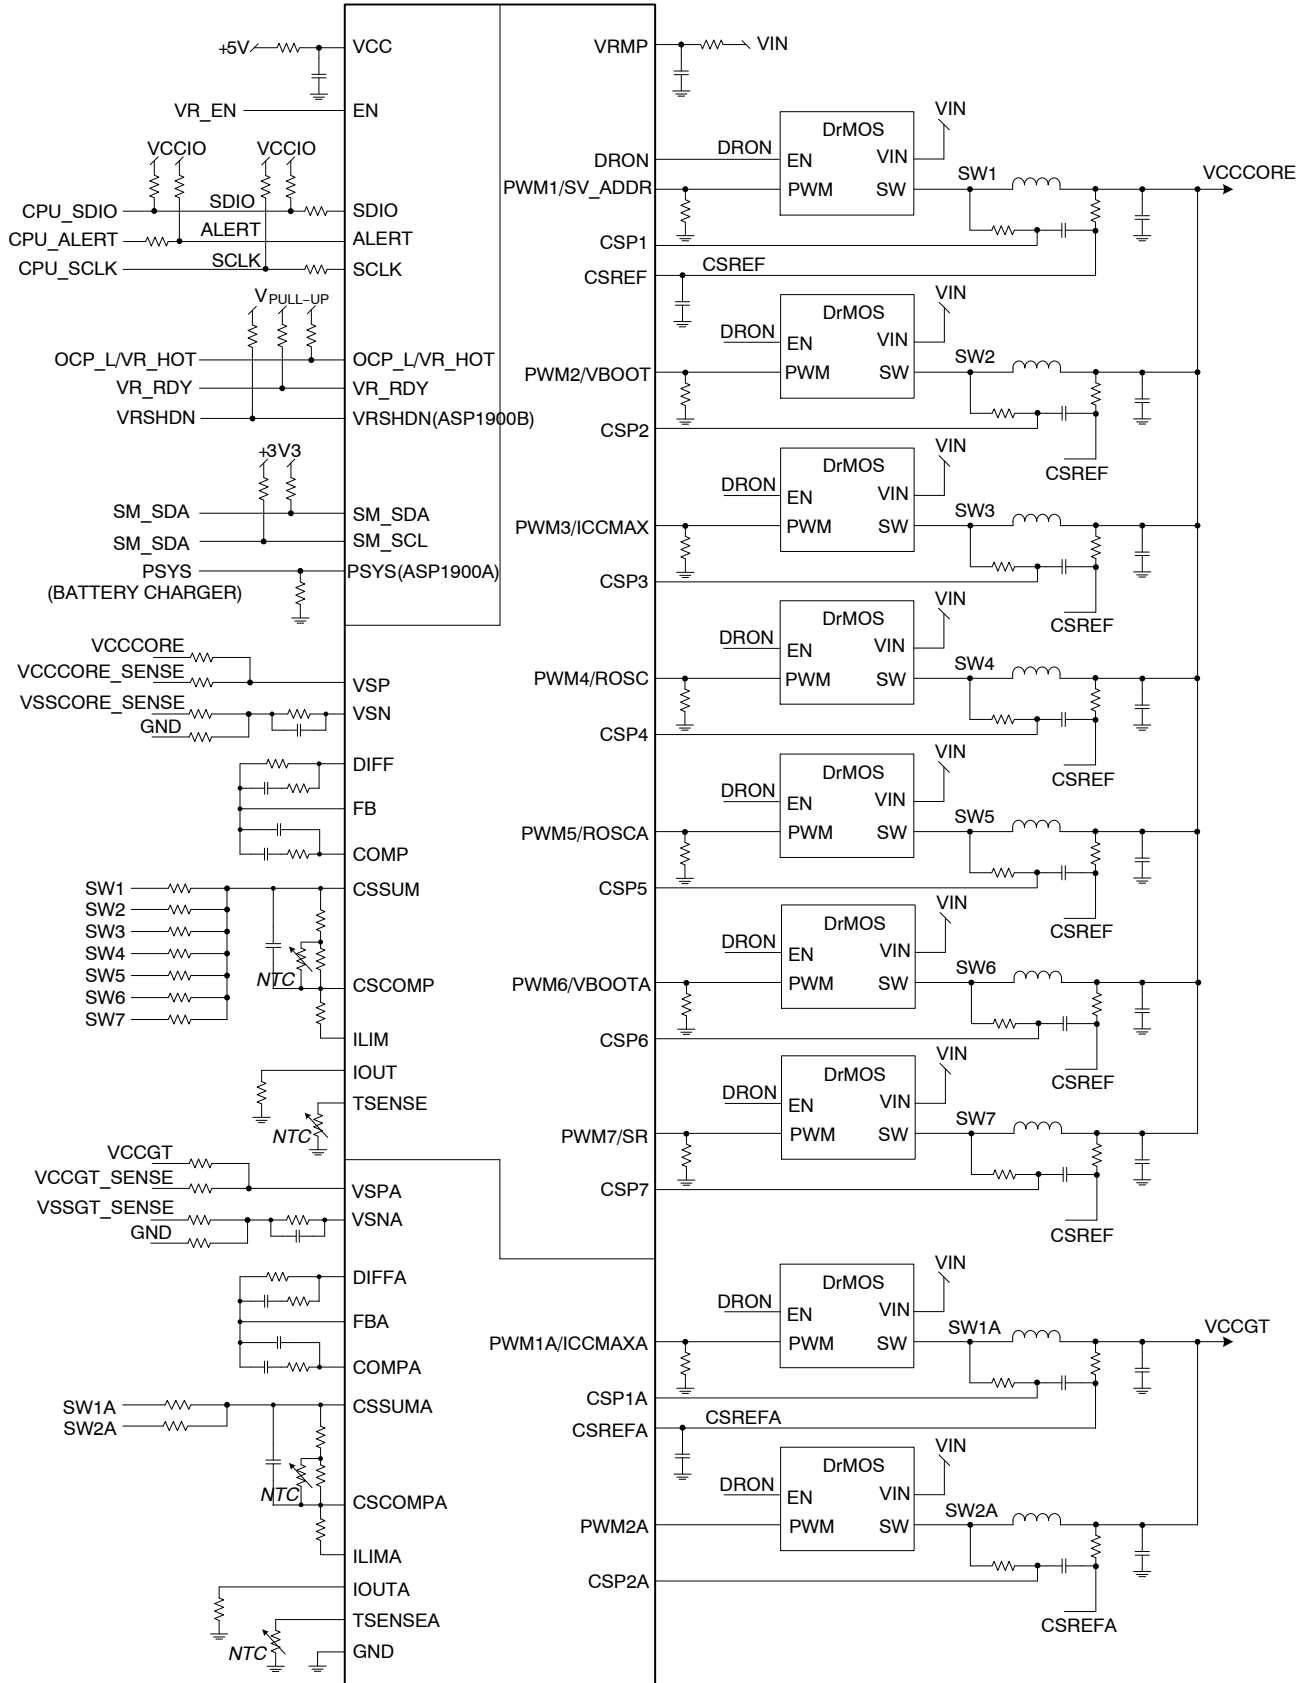 +5V
VCC
VR_EN
EN
VCCIO
VCCIO
CPU_SDIO
SDIO
SDIO
CPU_ALERT
ALERT
ALERT
CPU_SCLK
SCLK
SCLK
VPULL–UP
OCP_L/VR_HOT
OCP_L/VR_HOT
VR_RDY
VR_RDY
VRSHDN
VRSHDN(ASP1900B)
+3V3
SM_SDA
SM_SDA
SM_SDA
SM_SCL
PSYS
(BATTERY CHARGER)
PSYS(ASP1900A)
VCCCORE
VCCCORE_SENSE
VSP
VSSCORE_SENSE
VSN
GND
DIFF
FB
COMP
SW1
CSSUM
SW2
SW3
SW4
SW5
SW6
SW7
NTC
CSCOMP
ILIM
IOUT
TSENSE
NTC
VCCGT
VCCGT_SENSE
VSPA
VSSGT_SENSE
VSNA
GND
DIFFA
FBA
COMPA
SW1A
CSSUMA
SW2A
NTC
CSCOMPA
ILIMA
IOUTA
TSENSEA
NTC
GND
VRMP
VIN
DrMOS
VIN
DRON
DRON
EN
VIN
PWM1/SV_ADDR
PWM
SW
SW1
VCCCORE
CSP1
CSREF
CSREF
DrMOS
VIN
DRON
EN
VIN
PWM2/VBOOT
PWM
SW
SW2
CSP2
CSREF
DrMOS
VIN
DRON
EN
VIN
PWM3/ICCMAX
PWM
SW
SW3
CSP3
CSREF
DrMOS
VIN
DRON
EN
VIN
PWM4/ROSC
PWM
SW
SW4
CSP4
CSREF
DrMOS
VIN
DRON
EN
VIN
PWM5/ROSCA
PWM
SW
SW5
CSP5
CSREF
DrMOS
VIN
DRON
EN
VIN
PWM6/VBOOTA
PWM
SW
SW6
CSP6
CSREF
DrMOS
VIN
DRON
EN
VIN
PWM7/SR
PWM
SW
SW7
CSP7
CSREF
DrMOS
VIN
DRON
EN
VIN
PWM1A/ICCMAXA
PWM
SW
SW1A
VCCGT
CSP1A
CSREFA
CSREFA
DrMOS
VIN
DRON
EN
VIN
PWM2A
PWM
SW
SW2A
CSP2A
CSREFA